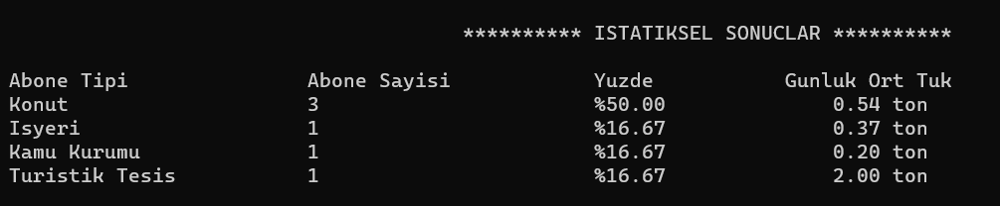 ********** ISTATIKSEL SONUCLAR **********
Abone Tipi Abone Sayisi Yuzde Gunluk Ort Tuk
Konut 3 %50.00 0.54 ton
Isyeri 1 %16.67 0.37 ton
Kamu Kurumu 1 %16.67 0.20 ton
Turistik Tesis 1 %16.67 2.00 ton